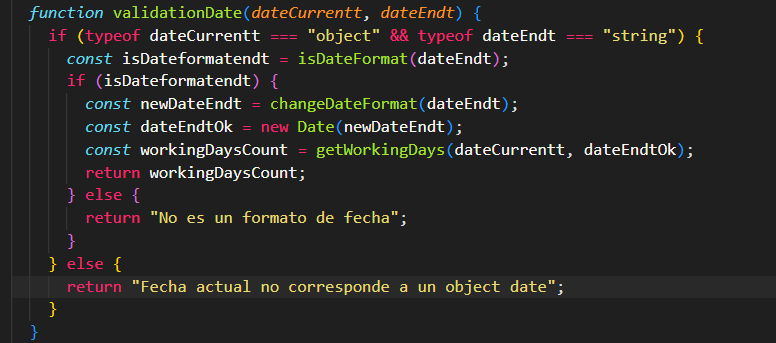 function validationDate(dateCurrentt, dateEndt) {
if (typeof dateCurrentt === "object" && typeof dateEndt === "string") {
const isDateformatendt = isDateFormat(dateEndt);
if (isDateformatendt) {
const newDateEndt = changeDateFormat(dateEndt);
const dateEndtOk = new Date(newDateEndt);
const workingDaysCount = getWorkingDays(dateCurrentt, dateEndtOk);
return workingDaysCount;
} else {
return "No es un formato de fecha";
}
} else {
return "Fecha actual no corresponde a un object date";
}
}